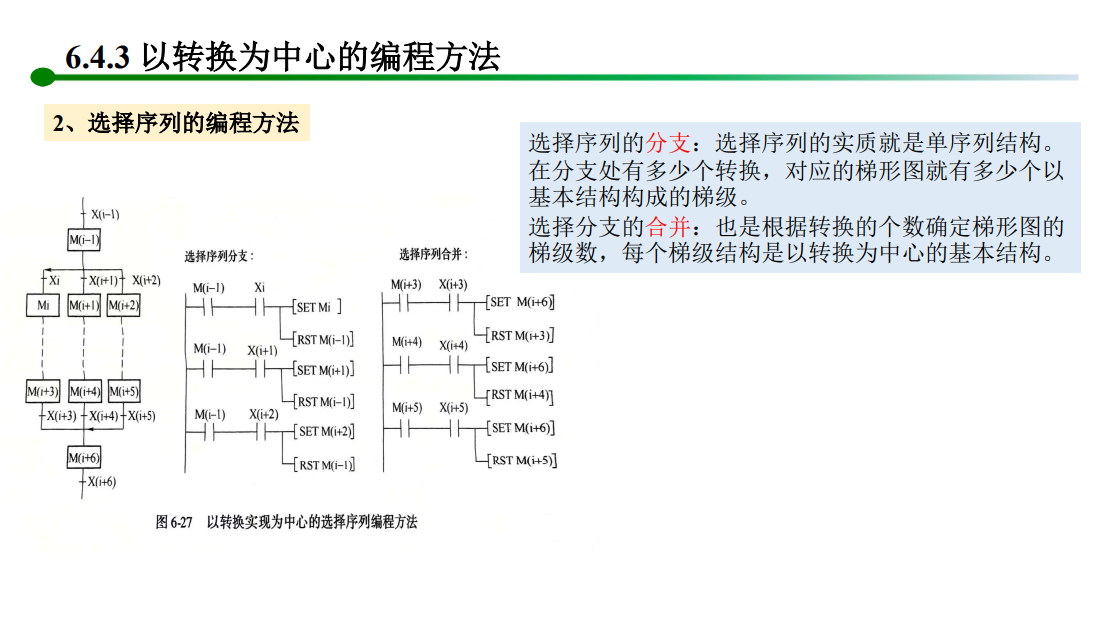 6.4.3 以转换为中心的编程方法
2、选择序列的编程方法
选择序列的分支：选择序列的实质就是单序列结构。
在分支处有多少个转换，对应的梯形图就有多少个以
基本结构构成的梯级。
选择分支的合并：也是根据转换的个数确定梯形图的
梯级数，每个梯级结构是以转换为中心的基本结构。
X(i-1)
M(i-1)
Xi X(i+1) X(i+2)
Mi M(i+1) M(i+2)
M(i+3) M(i+4) M(i+5)
X(i+3) X(i+4) X(i+5)
M(i+6)
X(i+6)
选择序列分支：
M(i-1) Xi
[SET Mi ]
[RST M(i-1)]
M(i-1) X(i+1)
[SET M(i+1)]
[RST M(i-1)]
M(i-1) X(i+2)
[SET M(i+2)]
[RST M(i-1)]
选择序列合并：
M(i+3) X(i+3)
[SET M(i+6)]
[RST M(i+3)]
M(i+4) X(i+4)
[SET M(i+6)]
[RST M(i+4)]
M(i+5) X(i+5)
[SET M(i+6)]
[RST M(i+5)]
图 6-27 以转换实现为中心的选择序列编程方法